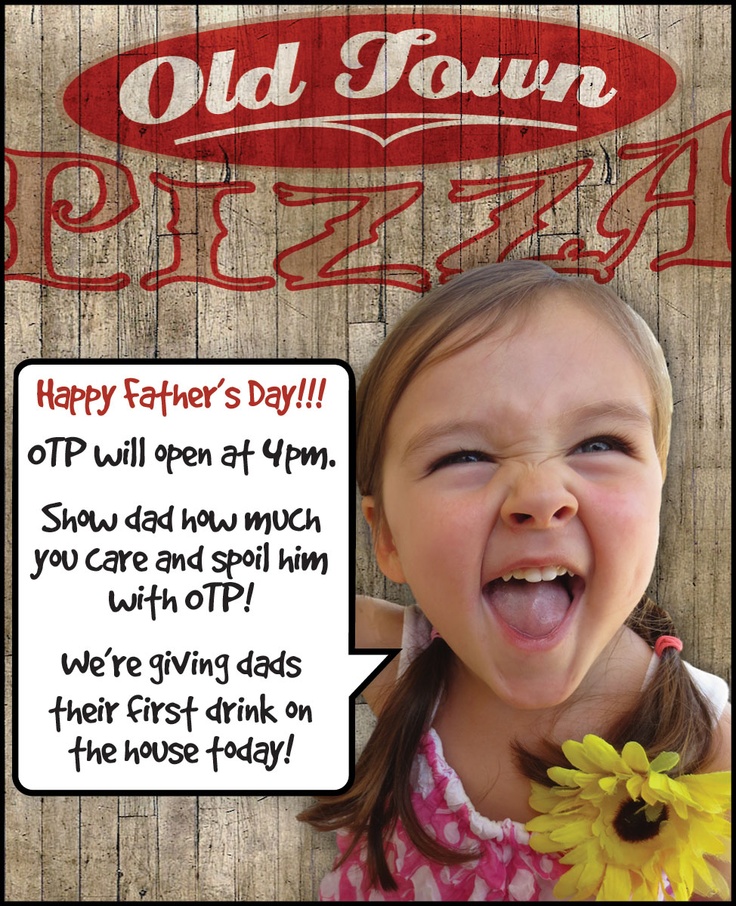 Old Town
PIZZA
Happy Father's Day!!!
OTP will open at 4pm.
Show dad how much
you care and spoil him
with OTP!
We're giving dads
their first drink on
the house today!